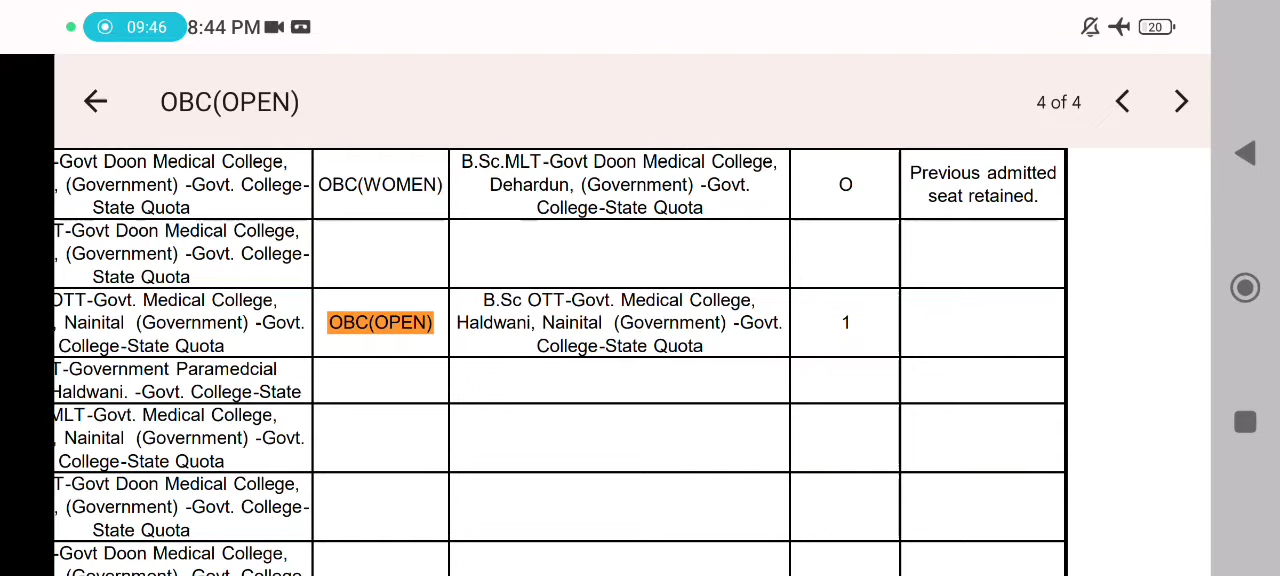 09:46 8:44 PM 20
OBC(OPEN) 4 of 4
-Govt Doon Medical College,
, (Government) -Govt. College-
State Quota
OBC(WOMEN)
B.Sc.MLT-Govt Doon Medical College,
Dehardun, (Government) -Govt.
College-State Quota
O
Previous admitted
seat retained.
T-Govt Doon Medical College,
, (Government) -Govt. College-
State Quota
OTT-Govt. Medical College,
, Nainital (Government) -Govt.
College-State Quota
OBC(OPEN)
B.Sc OTT-Govt. Medical College,
Haldwani, Nainital (Government) -Govt.
College-State Quota
1
T-Government Paramedcial
Haldwani. -Govt. College-State
MLT-Govt. Medical College,
, Nainital (Government) -Govt.
College-State Quota
T-Govt Doon Medical College,
, (Government) -Govt. College-
State Quota
-Govt Doon Medical College,
(Government) -Govt. College-